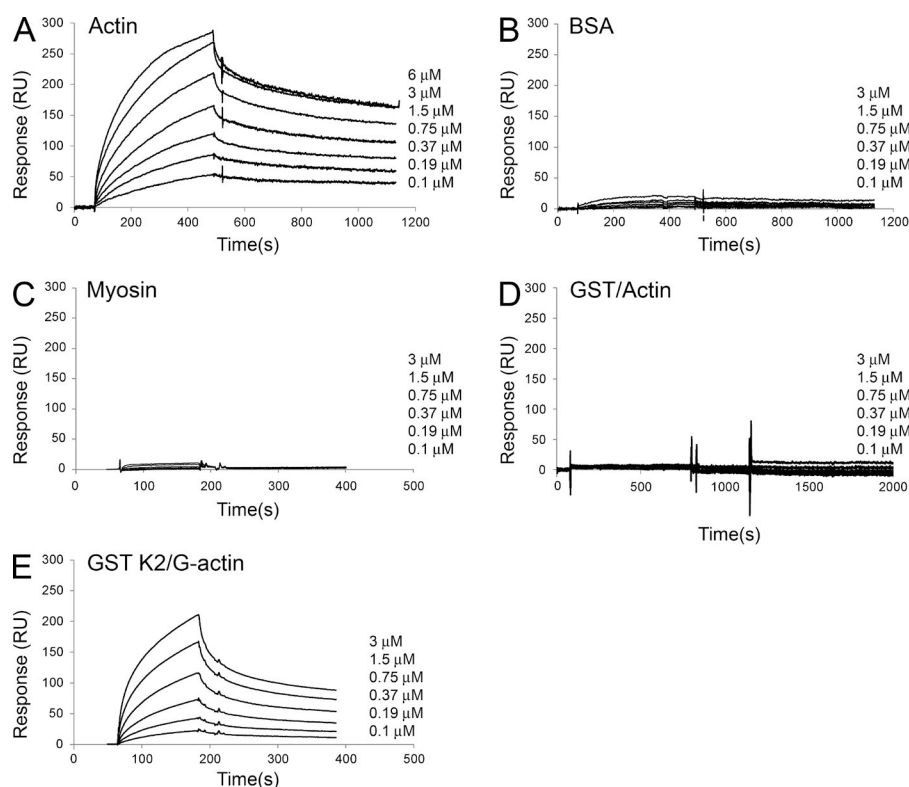 A
Actin
300
250
200
150
100
50
0
Response (RU)
0 200 400 600 800 1000 1200
Time(s)
6 μM
3 μM
1.5 μM
0.75 μM
0.37 μM
0.19 μM
0.1 μM
B
BSA
300
250
200
150
100
50
0
Response (RU)
0 200 400 600 800 1000 1200
Time(s)
3 μM
1.5 μM
0.75 μM
0.37 μM
0.19 μM
0.1 μM
C
Myosin
300
250
200
150
100
50
0
Response (RU)
0 100 200 300 400 500
Time(s)
3 μM
1.5 μM
0.75 μM
0.37 μM
0.19 μM
0.1 μM
D
GST/Actin
300
250
200
150
100
50
0
Response (RU)
0 500 1000 1500 2000
Time(s)
3 μM
1.5 μM
0.75 μM
0.37 μM
0.19 μM
0.1 μM
E
GST K2/G-actin
300
250
200
150
100
50
0
Response (RU)
0 100 200 300 400 500
Time(s)
3 μM
1.5 μM
0.75 μM
0.37 μM
0.19 μM
0.1 μM